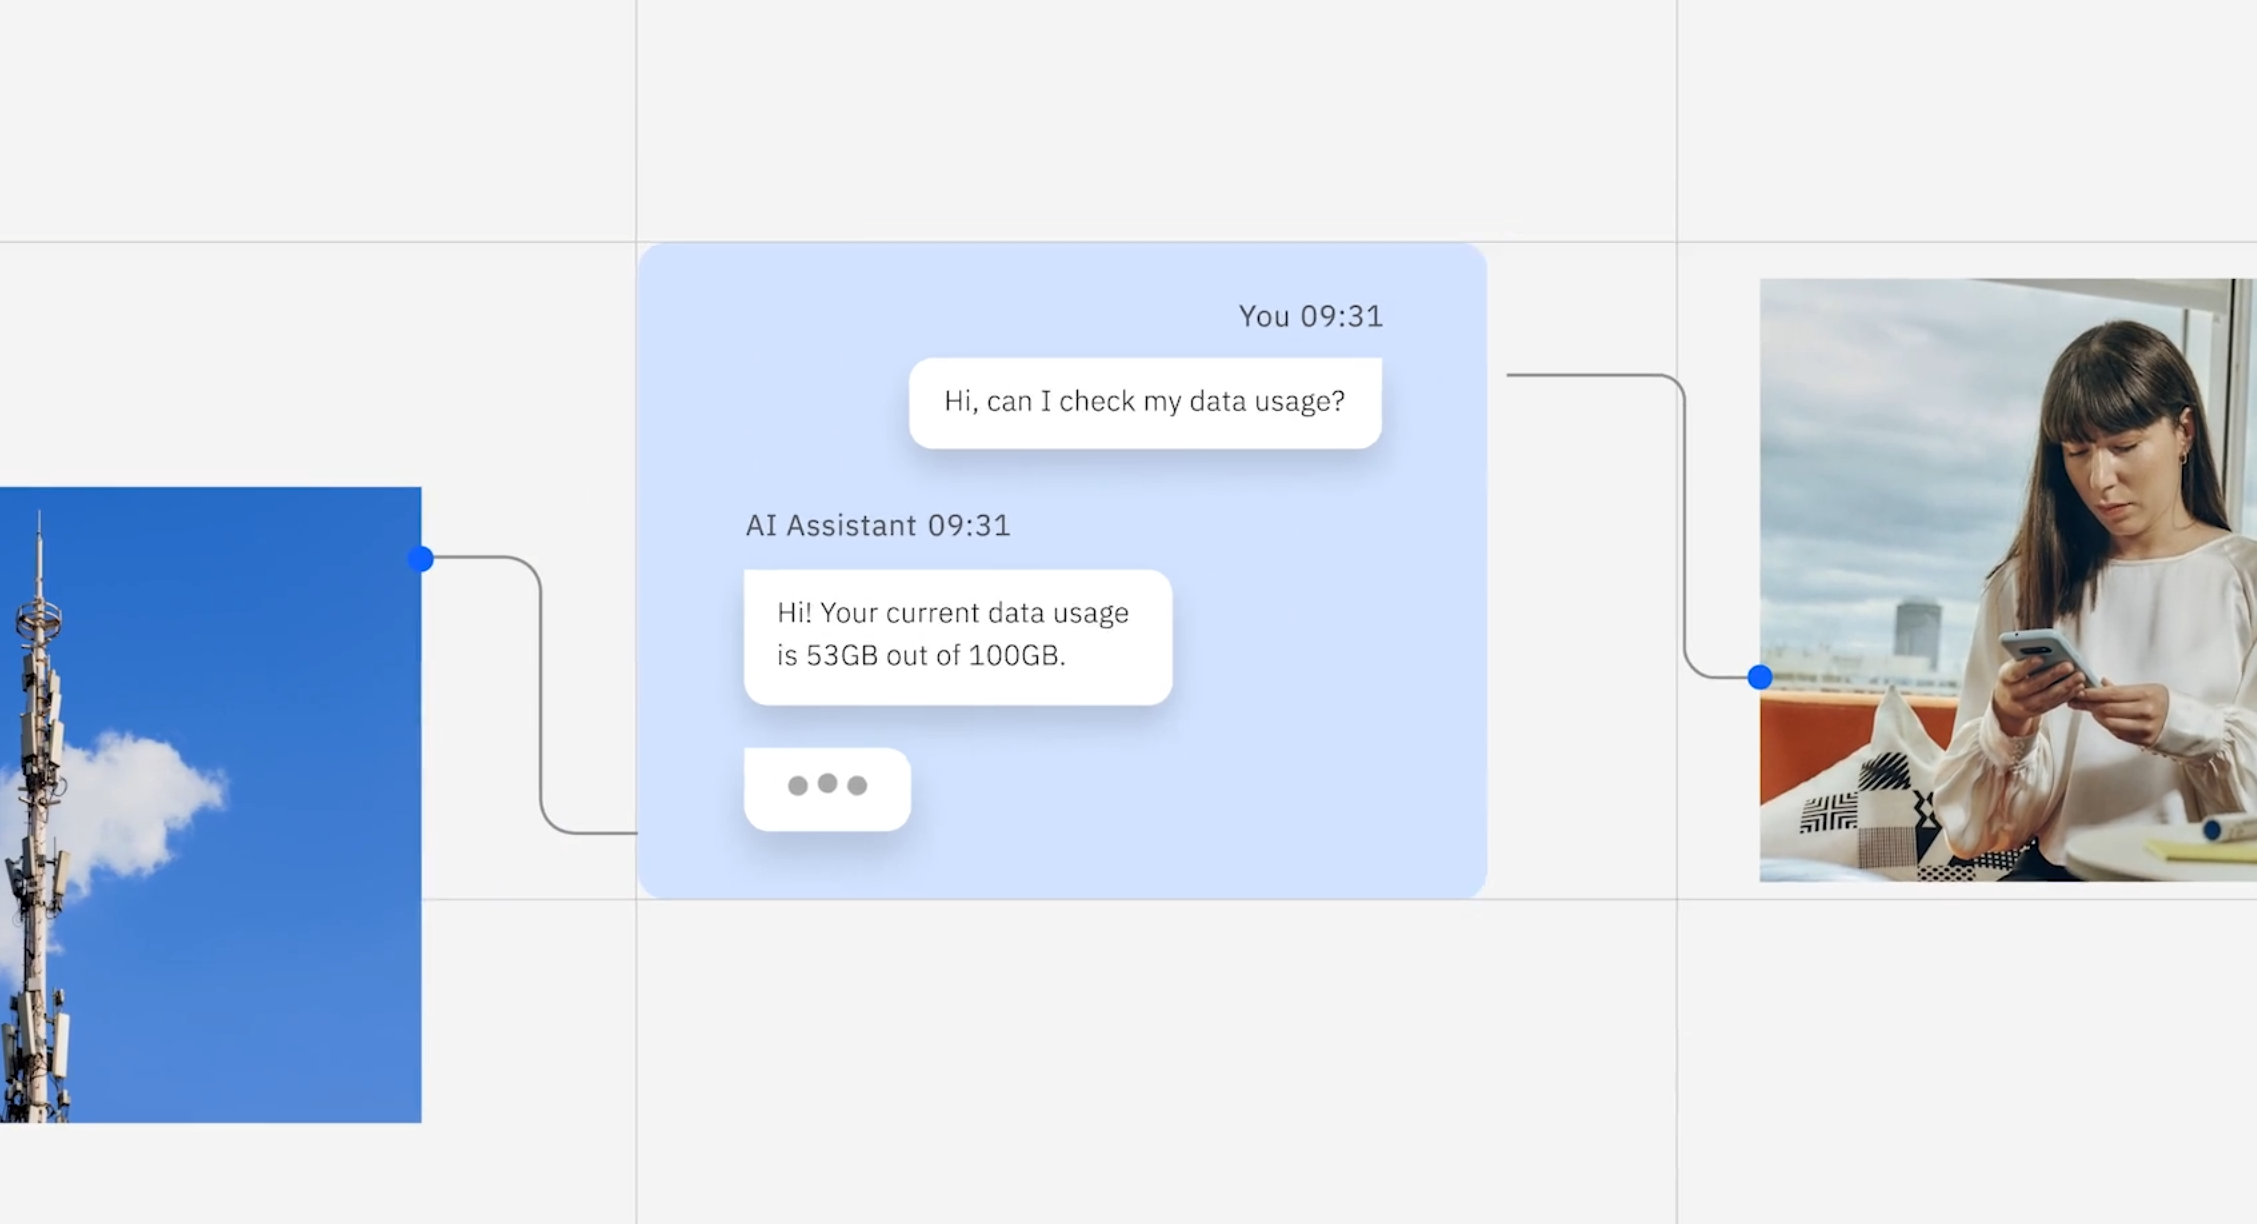 You 09:31
Hi, can I check my data usage?
AI Assistant 09:31
Hi! Your current data usage
is 53GB out of 100GB.